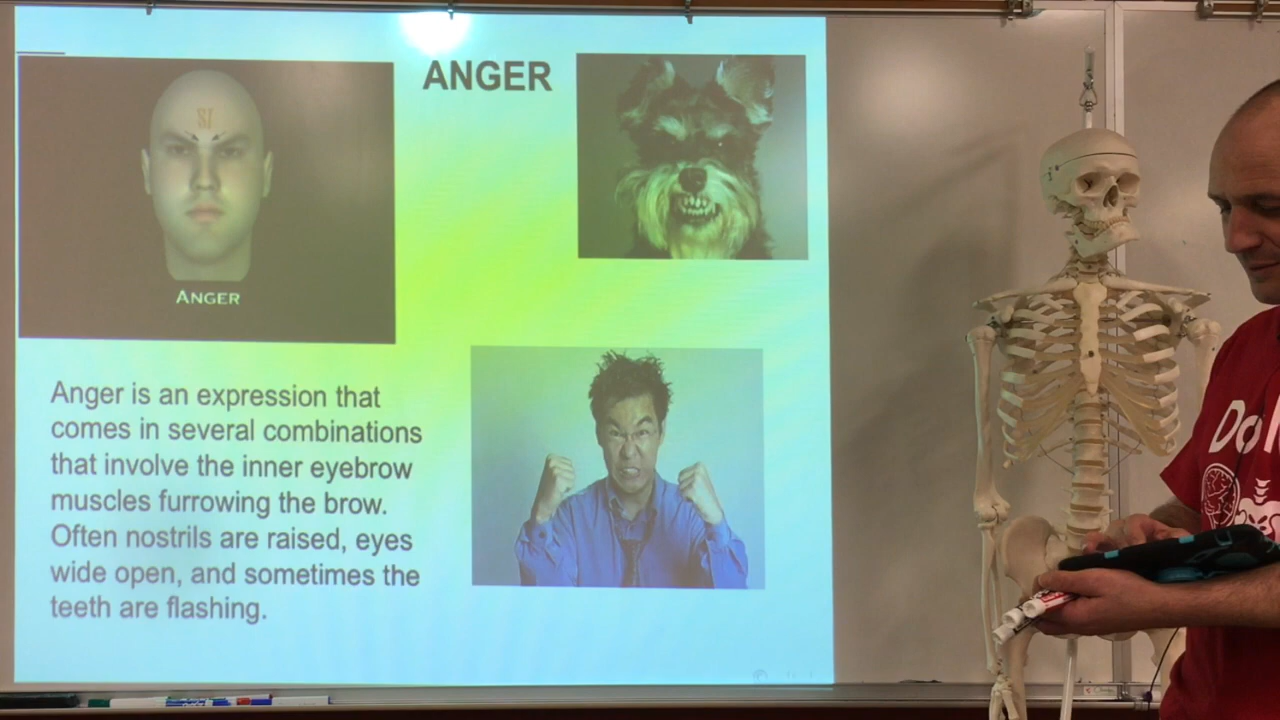 ANGER
SI
ANGER
Anger is an expression that
comes in several combinations
that involve the inner eyebrow
muscles furrowing the brow.
Often nostrils are raised, eyes
wide open, and sometimes the
teeth are flashing.